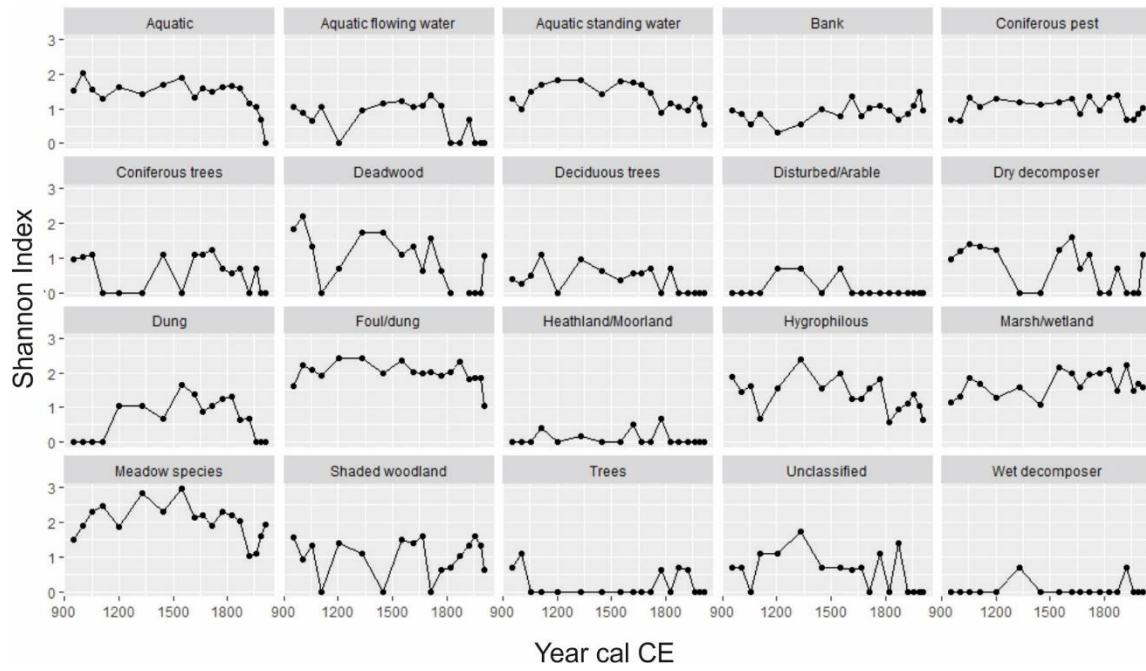 Aquatic Aquatic flowing water Aquatic standing water Bank Coniferous pest
3
2
1
0
Coniferous trees Deadwood Deciduous trees Disturbed/Arable Dry decomposer
3
2
1
0
Shannon Index
Dung Foul/dung Heathland/Moorland Hygrophilous Marsh/wetland
3
2
1
0
Meadow species Shaded woodland Trees Unclassified Wet decomposer
3
2
1
0
900 1200 1500 1800 900 1200 1500 1800 900 1200 1500 1800 900 1200 1500 1800 900 1200 1500 1800
Year cal CE